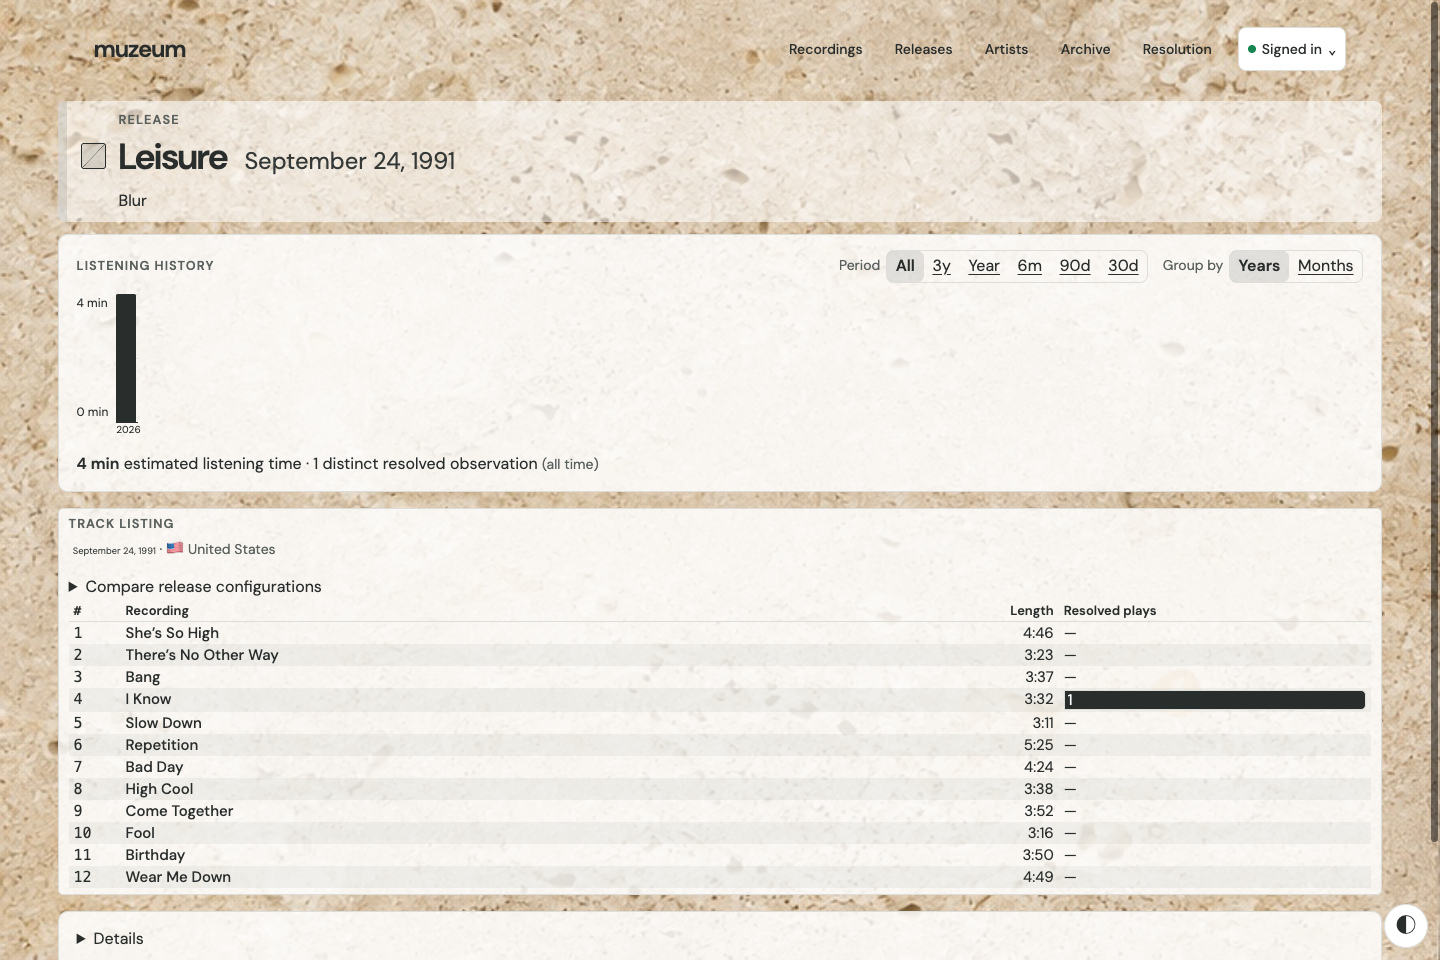 muzeum
Recordings Releases Artists Archive Resolution Signed in
RELEASE
Leisure September 24, 1991
Blur
LISTENING HISTORY
Period All 3y Year 6m 90d 30d Group by Years Months
4 min
0 min
2026
4 min estimated listening time · 1 distinct resolved observation (all time)
TRACK LISTING
September 24, 1991 · 🇺🇸 United States
▶ Compare release configurations
# Recording Length Resolved plays
1 She’s So High 4:46 —
2 There’s No Other Way 3:23 —
3 Bang 3:37 —
4 I Know 3:32 1
5 Slow Down 3:11 —
6 Repetition 5:25 —
7 Bad Day 4:24 —
8 High Cool 3:38 —
9 Come Together 3:52 —
10 Fool 3:16 —
11 Birthday 3:50 —
12 Wear Me Down 4:49 —
▶ Details